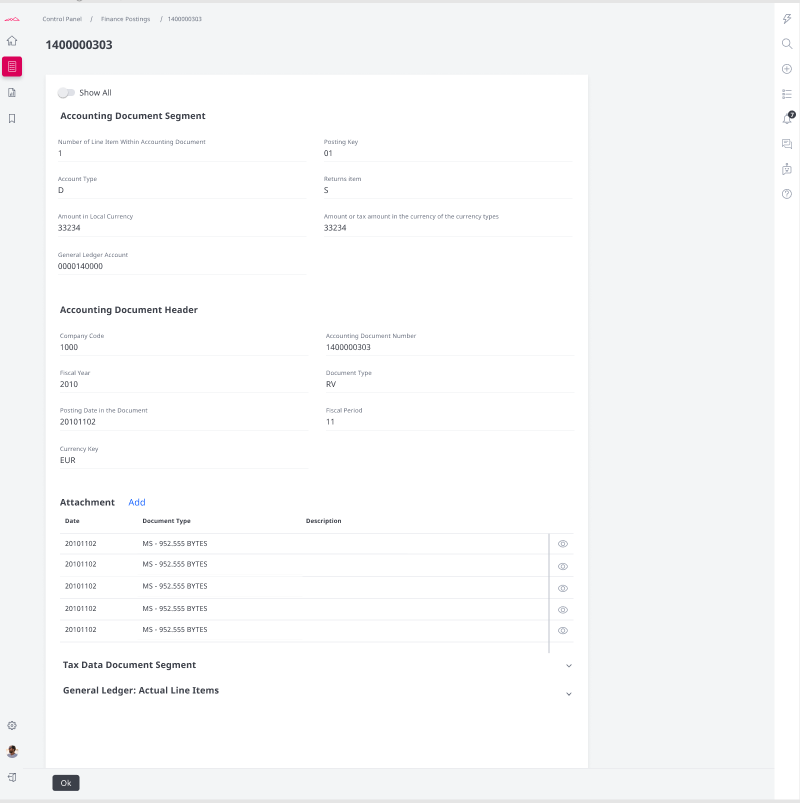 Control Panel / Finance Postings / 1400000303
1400000303
Show All
Accounting Document Segment
Number of Line Item Within Accounting Document Posting Key
1 01
Account Type Returns item
D S
Amount in Local Currency Amount or tax amount in the currency of the currency types
33234 33234
General Ledger Account
0000140000
Accounting Document Header
Company Code Accounting Document Number
1000 1400000303
Fiscal Year Document Type
2010 RV
Posting Date in the Document Fiscal Period
20101102 11
Currency Key
EUR
Attachment Add
Date Document Type Description
20101102 MS - 952.555 BYTES
20101102 MS - 952.555 BYTES
20101102 MS - 952.555 BYTES
20101102 MS - 952.555 BYTES
20101102 MS - 952.555 BYTES
Tax Data Document Segment
General Ledger: Actual Line Items
Ok
7